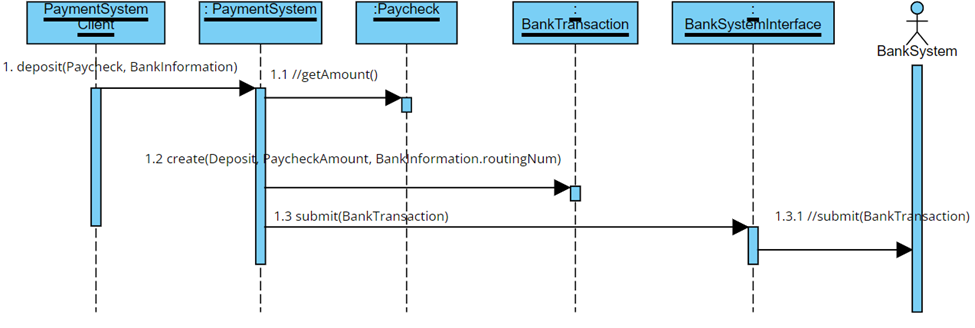 PaymentSystem
Client
: PaymentSystem
:Paycheck
:
BankTransaction
:
BankSystemInterface
BankSystem
1. deposit(Paycheck, BankInformation)
1.1 //getAmount()
1.2 create(Deposit, PaycheckAmount, BankInformation.routingNum)
1.3 submit(BankTransaction)
1.3.1 //submit(BankTransaction)